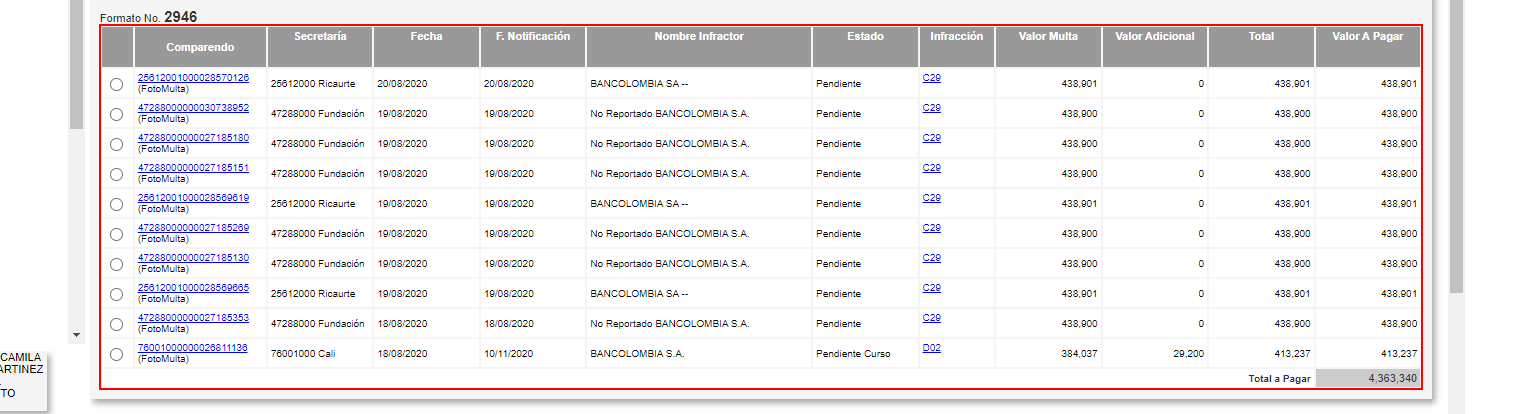 Formato No. 2946
Comparendo Secretaría Fecha F. Notificación Nombre Infractor Estado Infracción Valor Multa Valor Adicional Total Valor A Pagar
25612001000028570126 (FotoMulta) 25612000 Ricaurte 20/08/2020 20/08/2020 BANCOLOMBIA SA -- Pendiente C29 438,901 0 438,901 438,901
47288000000030738952 (FotoMulta) 47288000 Fundación 19/08/2020 19/08/2020 No Reportado BANCOLOMBIA S.A. Pendiente C29 438,900 0 438,900 438,900
47288000000027185180 (FotoMulta) 47288000 Fundación 19/08/2020 19/08/2020 No Reportado BANCOLOMBIA S.A. Pendiente C29 438,900 0 438,900 438,900
47288000000027185151 (FotoMulta) 47288000 Fundación 19/08/2020 19/08/2020 No Reportado BANCOLOMBIA S.A. Pendiente C29 438,900 0 438,900 438,900
25612001000028569619 (FotoMulta) 25612000 Ricaurte 19/08/2020 19/08/2020 BANCOLOMBIA SA -- Pendiente C29 438,901 0 438,901 438,901
47288000000027185269 (FotoMulta) 47288000 Fundación 19/08/2020 19/08/2020 No Reportado BANCOLOMBIA S.A. Pendiente C29 438,900 0 438,900 438,900
47288000000027185130 (FotoMulta) 47288000 Fundación 19/08/2020 19/08/2020 No Reportado BANCOLOMBIA S.A. Pendiente C29 438,900 0 438,900 438,900
25612001000028569665 (FotoMulta) 25612000 Ricaurte 19/08/2020 19/08/2020 BANCOLOMBIA SA -- Pendiente C29 438,901 0 438,901 438,901
47288000000027185353 (FotoMulta) 47288000 Fundación 18/08/2020 18/08/2020 No Reportado BANCOLOMBIA S.A. Pendiente C29 438,900 0 438,900 438,900
76001000000026811136 (FotoMulta) 76001000 Cali 18/08/2020 10/11/2020 BANCOLOMBIA S.A. Pendiente Curso D02 384,037 29,200 413,237 413,237
Total a Pagar 4,363,340
CAMILA
ARTINEZ
TO